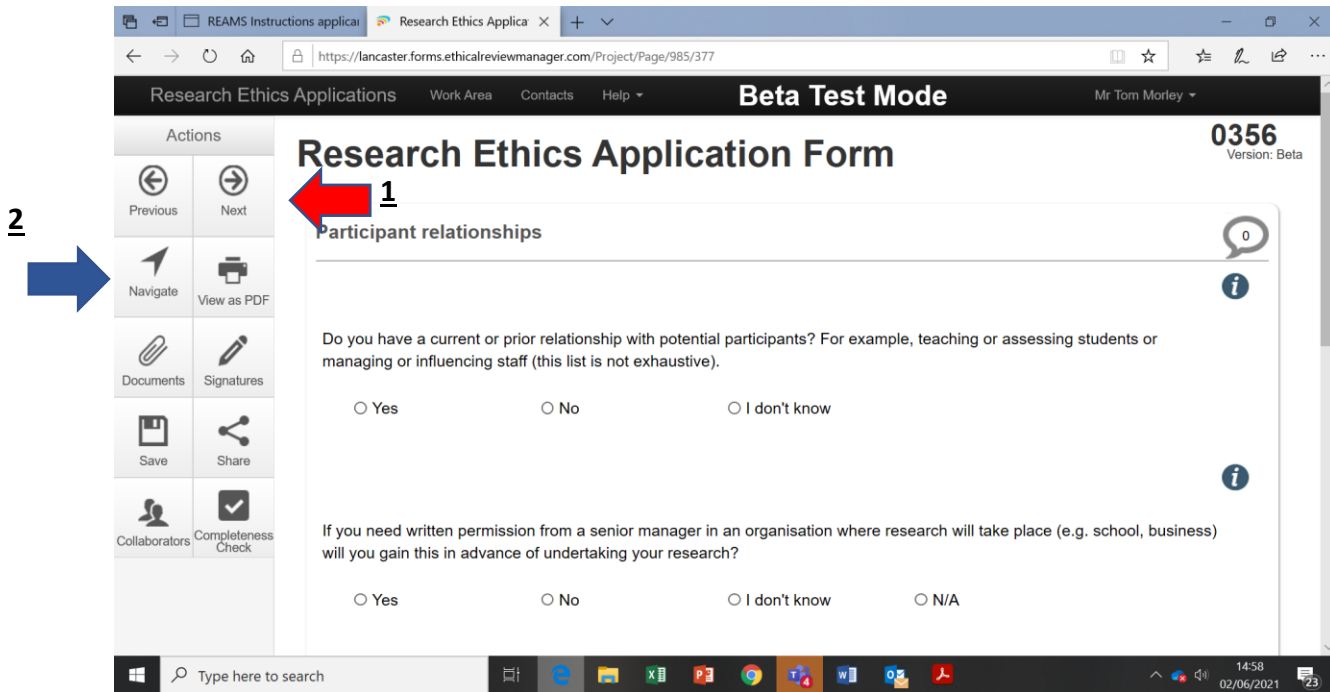 REAMS Instructions applicai
Research Ethics Applica
https://lancaster.forms.ethicalreviewmanager.com/Project/Page/985/377
Research Ethics Applications Work Area Contacts Help Beta Test Mode Mr Tom Morley
Actions
Previous Next
Navigate View as PDF
Documents Signatures
Save Share
Collaborators Completeness
Check
1
2
Research Ethics Application Form
0356
Version: Beta
Participant relationships
0
i
Do you have a current or prior relationship with potential participants? For example, teaching or assessing students or
managing or influencing staff (this list is not exhaustive).
Yes No I don't know
i
If you need written permission from a senior manager in an organisation where research will take place (e.g. school, business)
will you gain this in advance of undertaking your research?
Yes No I don't know N/A
Type here to search
14:58
02/06/2021
23